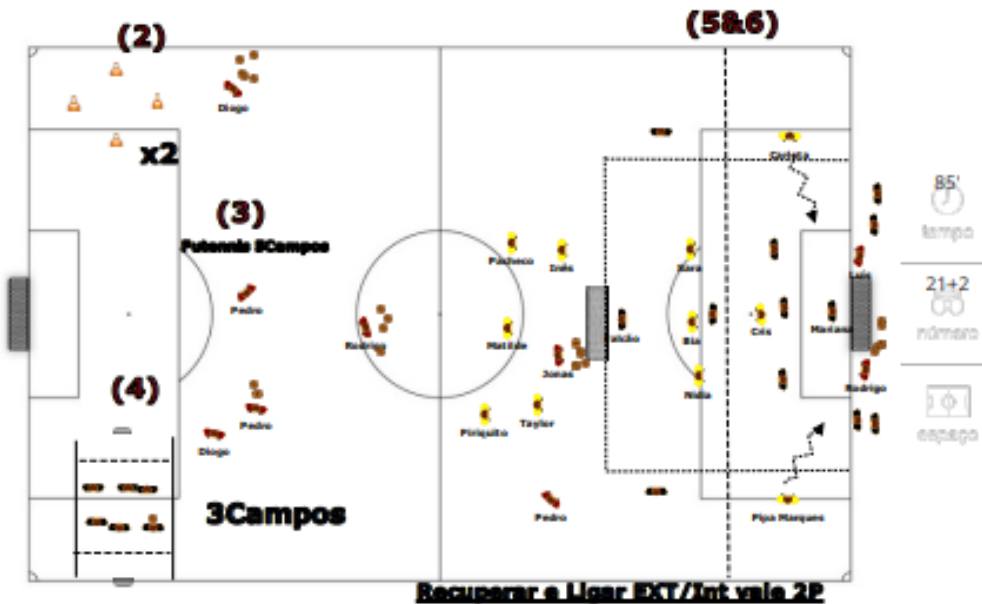 (2)
(5&6)
Diogo
x2
(3)
Futennis 3Campos
Pedro
Rodrigo
Pacheco
Inês
Sara
Matilde
Bia
Cris
Mariana
Luís
Jonas
Nídia
Rodrigo
(4)
Pedro
Diogo
Piriquito
Taylor
3Campos
Pedro
Pipa Marques
Recuperar e Ligar EXT/Int vale 2P
85'
tempo
21+2
número
espaço